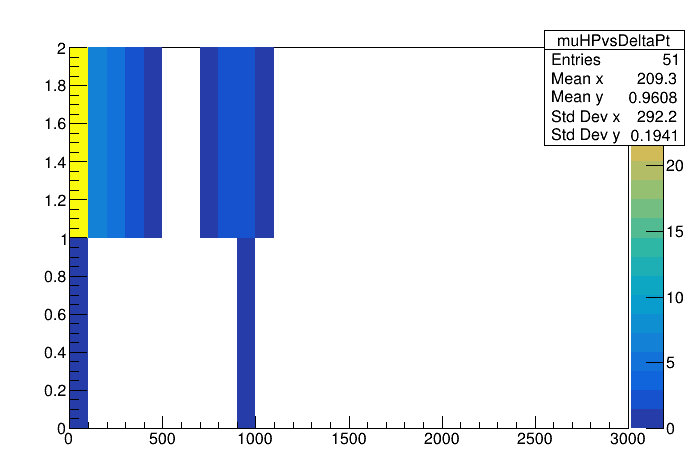 muHPvsDeltaPt
Entries 51
Mean x 209.3
Mean y 0.9608
Std Dev x 292.2
Std Dev y 0.1941
2
1.8
1.6
1.4
1.2
1
0.8
0.6
0.4
0.2
0
20
15
10
5
0
0 500 1000 1500 2000 2500 3000